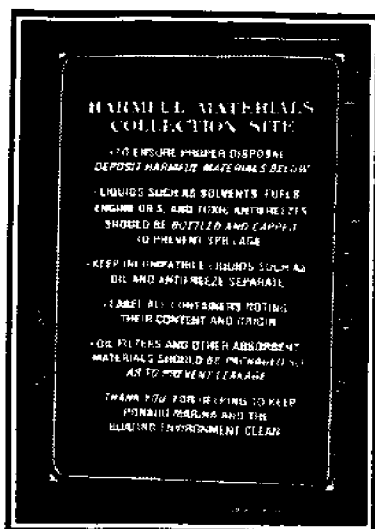 HARMFUL MATERIALS
COLLECTION SITE
• TO ENSURE PROPER DISPOSAL
DEPOSIT HARMFUL MATERIALS BELOW
• LIQUIDS SUCH AS SOLVENTS, FUELS
ENGINE OILS, AND TOXIC ANTIFREEZES
SHOULD BE BOTTLED AND CAPPED
TO PREVENT SPILLAGE
• KEEP INCOMPATIBLE LIQUIDS SUCH AS
OIL AND ANTIFREEZE SEPARATE
• LABEL ALL CONTAINERS NOTING
THEIR CONTENT AND ORIGIN
• OIL FILTERS AND OTHER ABSORBENT
MATERIALS SHOULD BE PACKAGED SO
AS TO PREVENT LEAKAGE
THANK YOU FOR HELPING TO KEEP
MARINA AND THE
ENVIRONMENT CLEAN